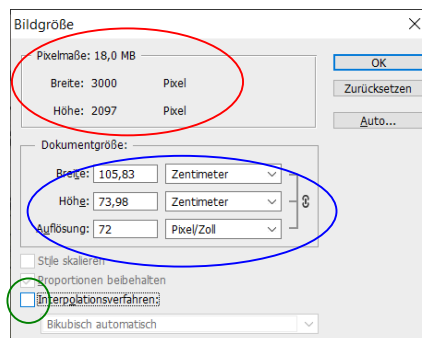 Bildgröße
Pixelmaße: 18,0 MB
Breite: 3000 Pixel
Höhe: 2097 Pixel
OK
Zurücksetzen
Auto...
Dokumentgröße:
Breite: 105,83 Zentimeter
Höhe: 73,98 Zentimeter
Auflösung: 72 Pixel/Zoll
Stile skalieren
Proportionen beibehalten
Interpolationsverfahren:
Bikubisch automatisch